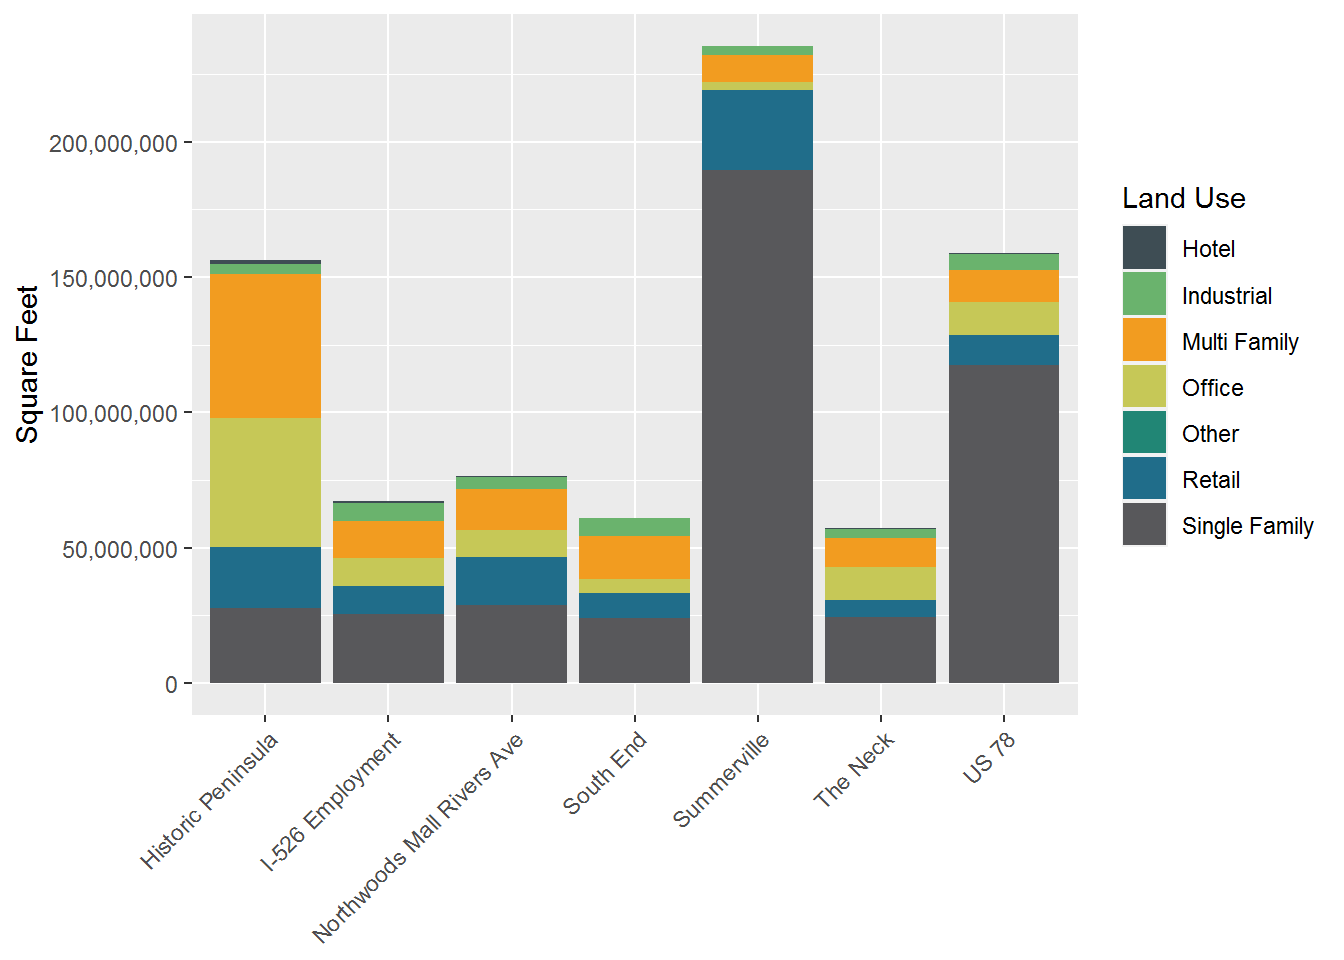 Square Feet
200,000,000
150,000,000
100,000,000
50,000,000
0
Historic Peninsula
I-526 Employment
Northwoods Mall Rivers Ave
South End
Summerville
The Neck
US 78
Land Use
Hotel
Industrial
Multi Family
Office
Other
Retail
Single Family